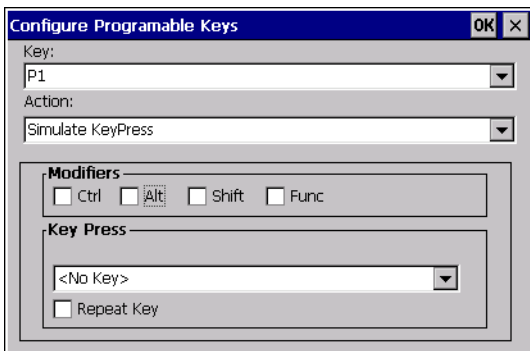 Configure Programable Keys OK ×
Key:
P1
Action:
Simulate KeyPress
Modifiers
Ctrl Alt Shift Func
Key Press
<No Key>
Repeat Key